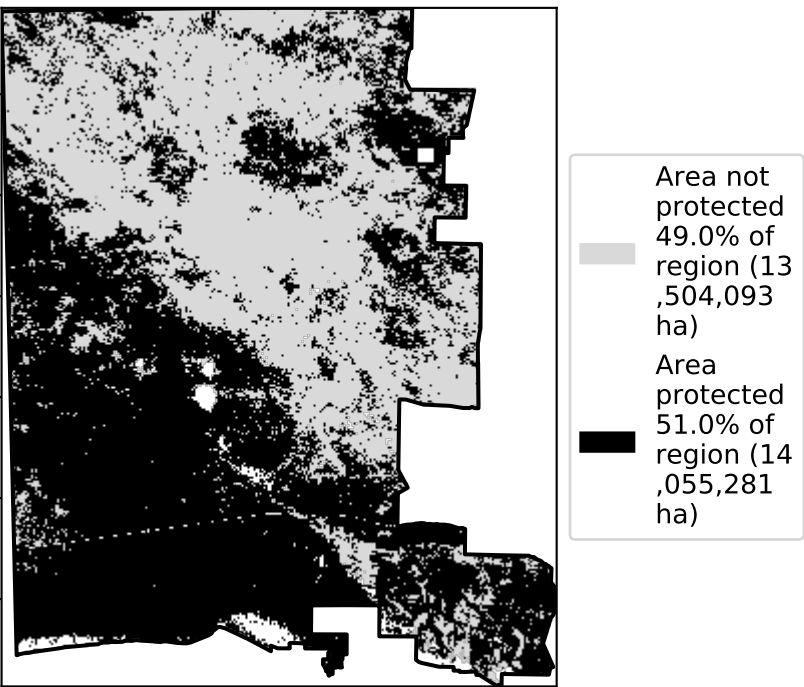 Area not
protected
49.0% of
region (13
,504,093
ha)
Area
protected
51.0% of
region (14
,055,281
ha)